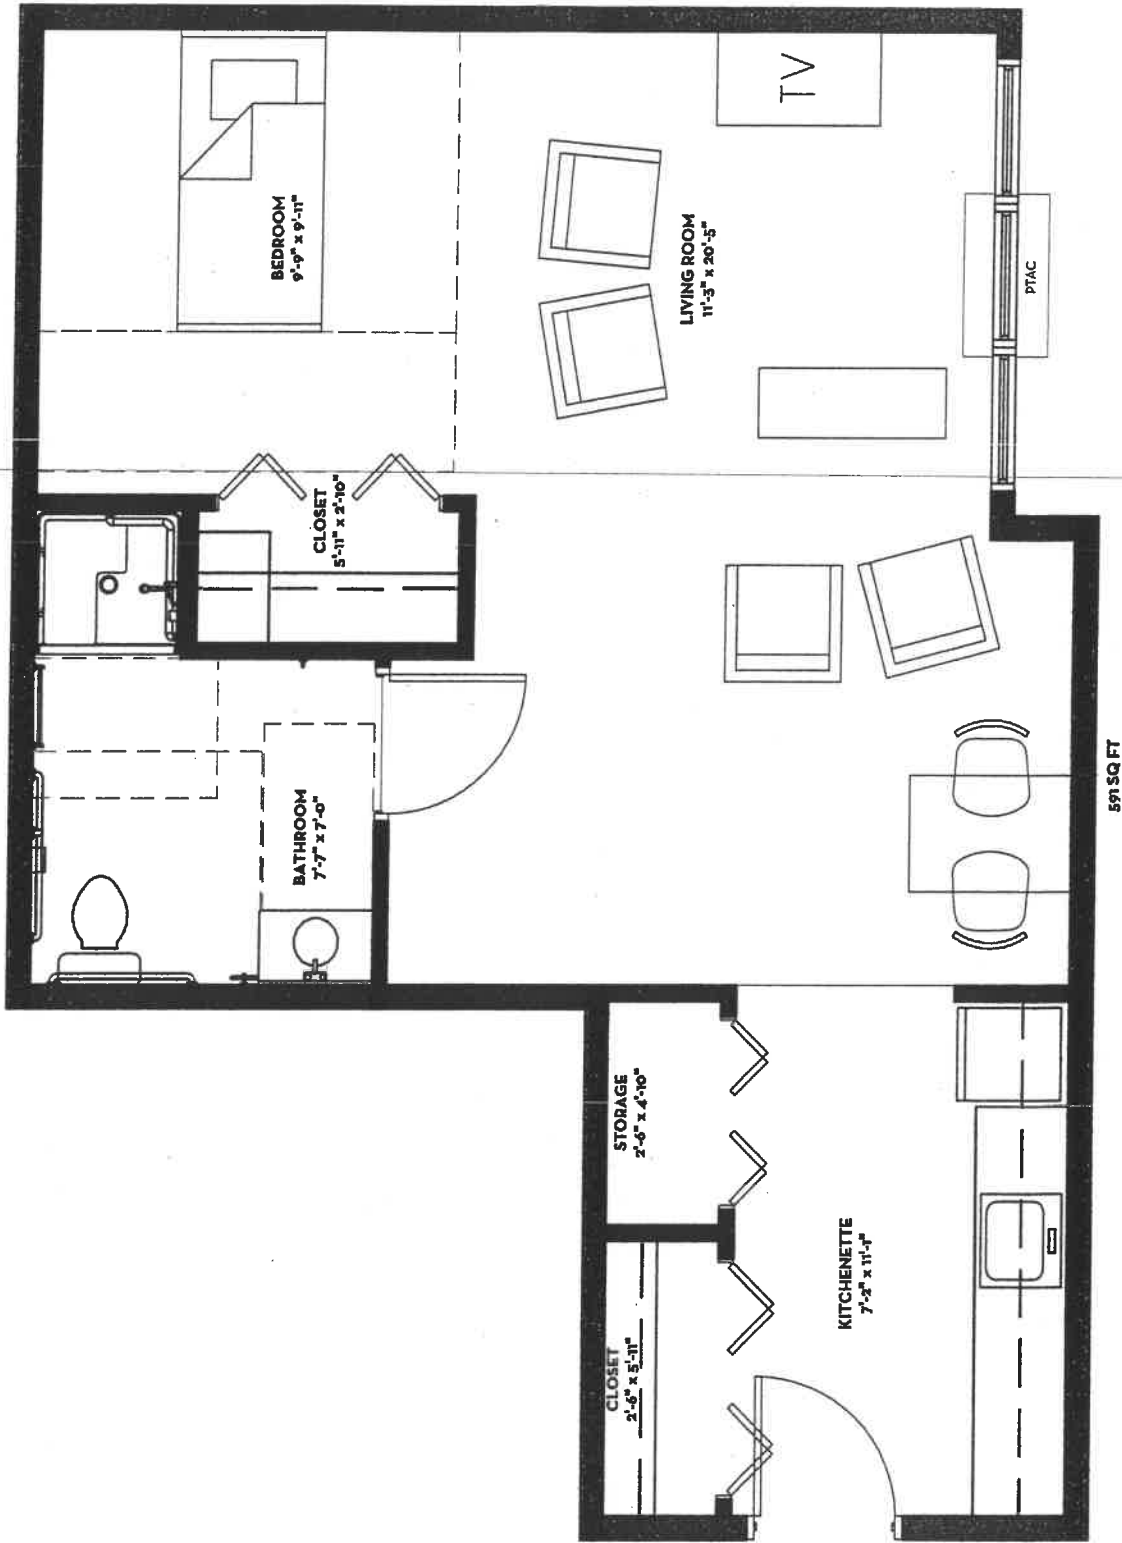 BEDROOM
9'-9" x 9'-11"
TV
LIVING ROOM
11'-3" x 20'-5"
PTAC
CLOSET
5'-11" x 2'-10"
BATHROOM
7'-7" x 7'-0"
591 SQ FT
STORAGE
2'-6" x 4'-10"
KITCHENETTE
7'-2" x 11'-1"
CLOSET
2'-6" x 5'-11"